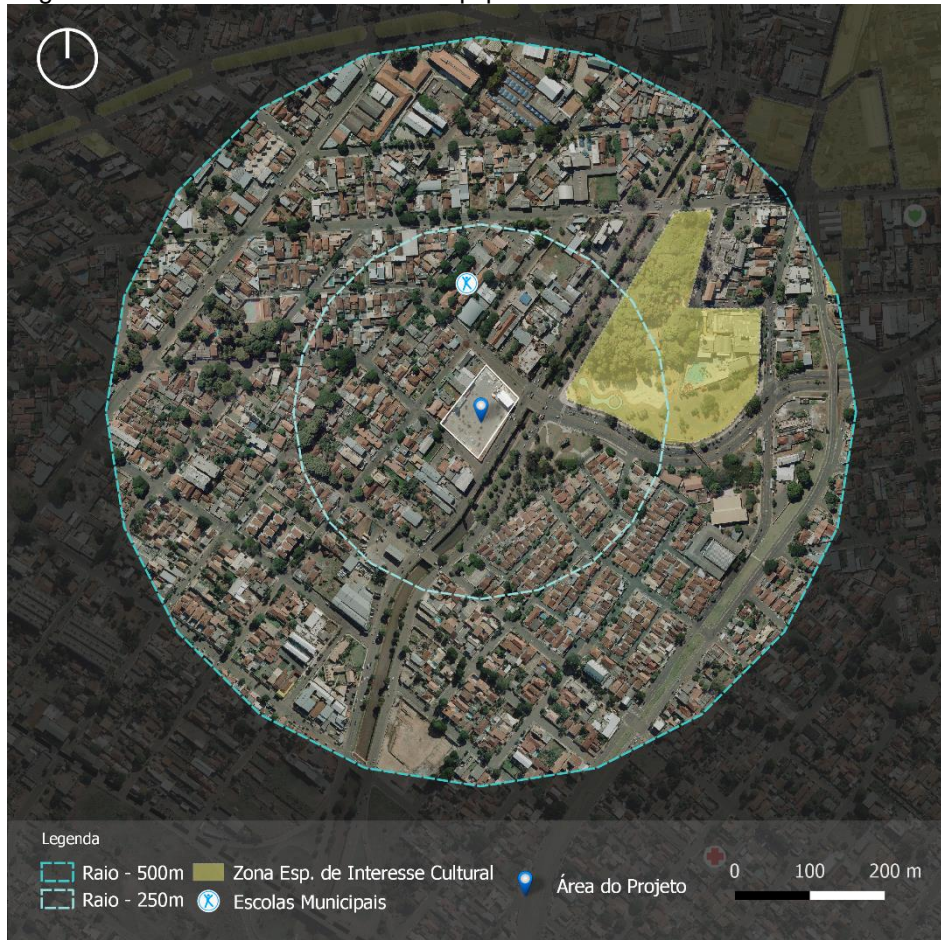 Legenda
Raio - 500m
Zona Esp. de Interesse Cultural
Raio - 250m
Escolas Municipais
Área do Projeto
0 100 200 m